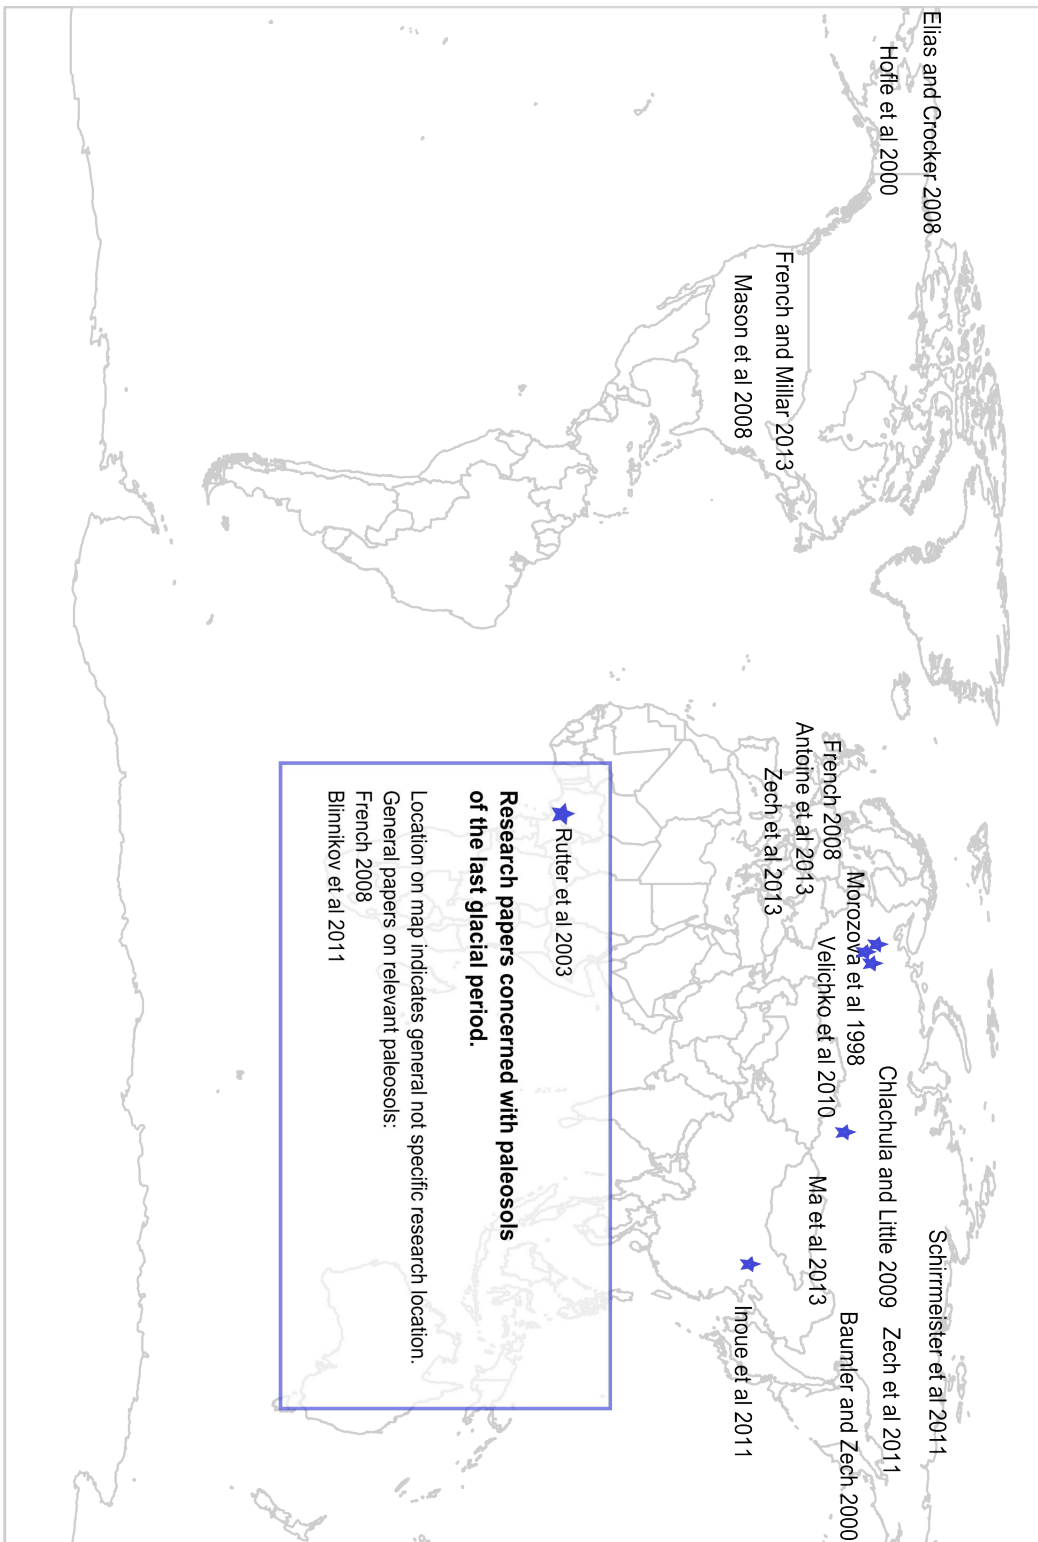 Elias and Crocker 2008
Hofle et al 2000
French and Millar 2013
Mason et al 2008
Schirrmeister et al 2011
Chlachula and Little 2009
Zech et al 2011
Morozova et al 1998
Baumler and Zech 2000
French 2008
Velichko et al 2010
Antoine et al 2013
Ma et al 2013
Zech et al 2013
Inoue et al 2011
Rutter et al 2003
Research papers concerned with paleosols
of the last glacial period.
Location on map indicates general not specific research location.
General papers on relevant paleosols:
French 2008
Blinnikov et al 2011